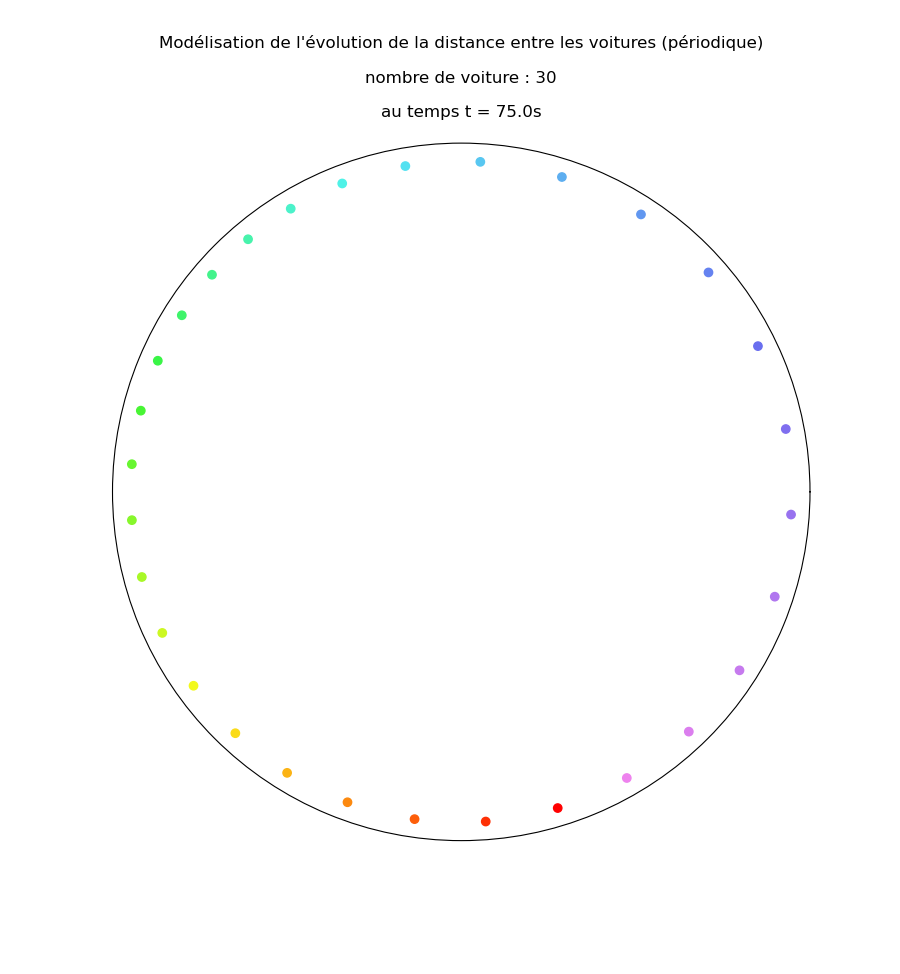 Modélisation de l'évolution de la distance entre les voitures (périodique)
nombre de voiture : 30
au temps t = 75.0s